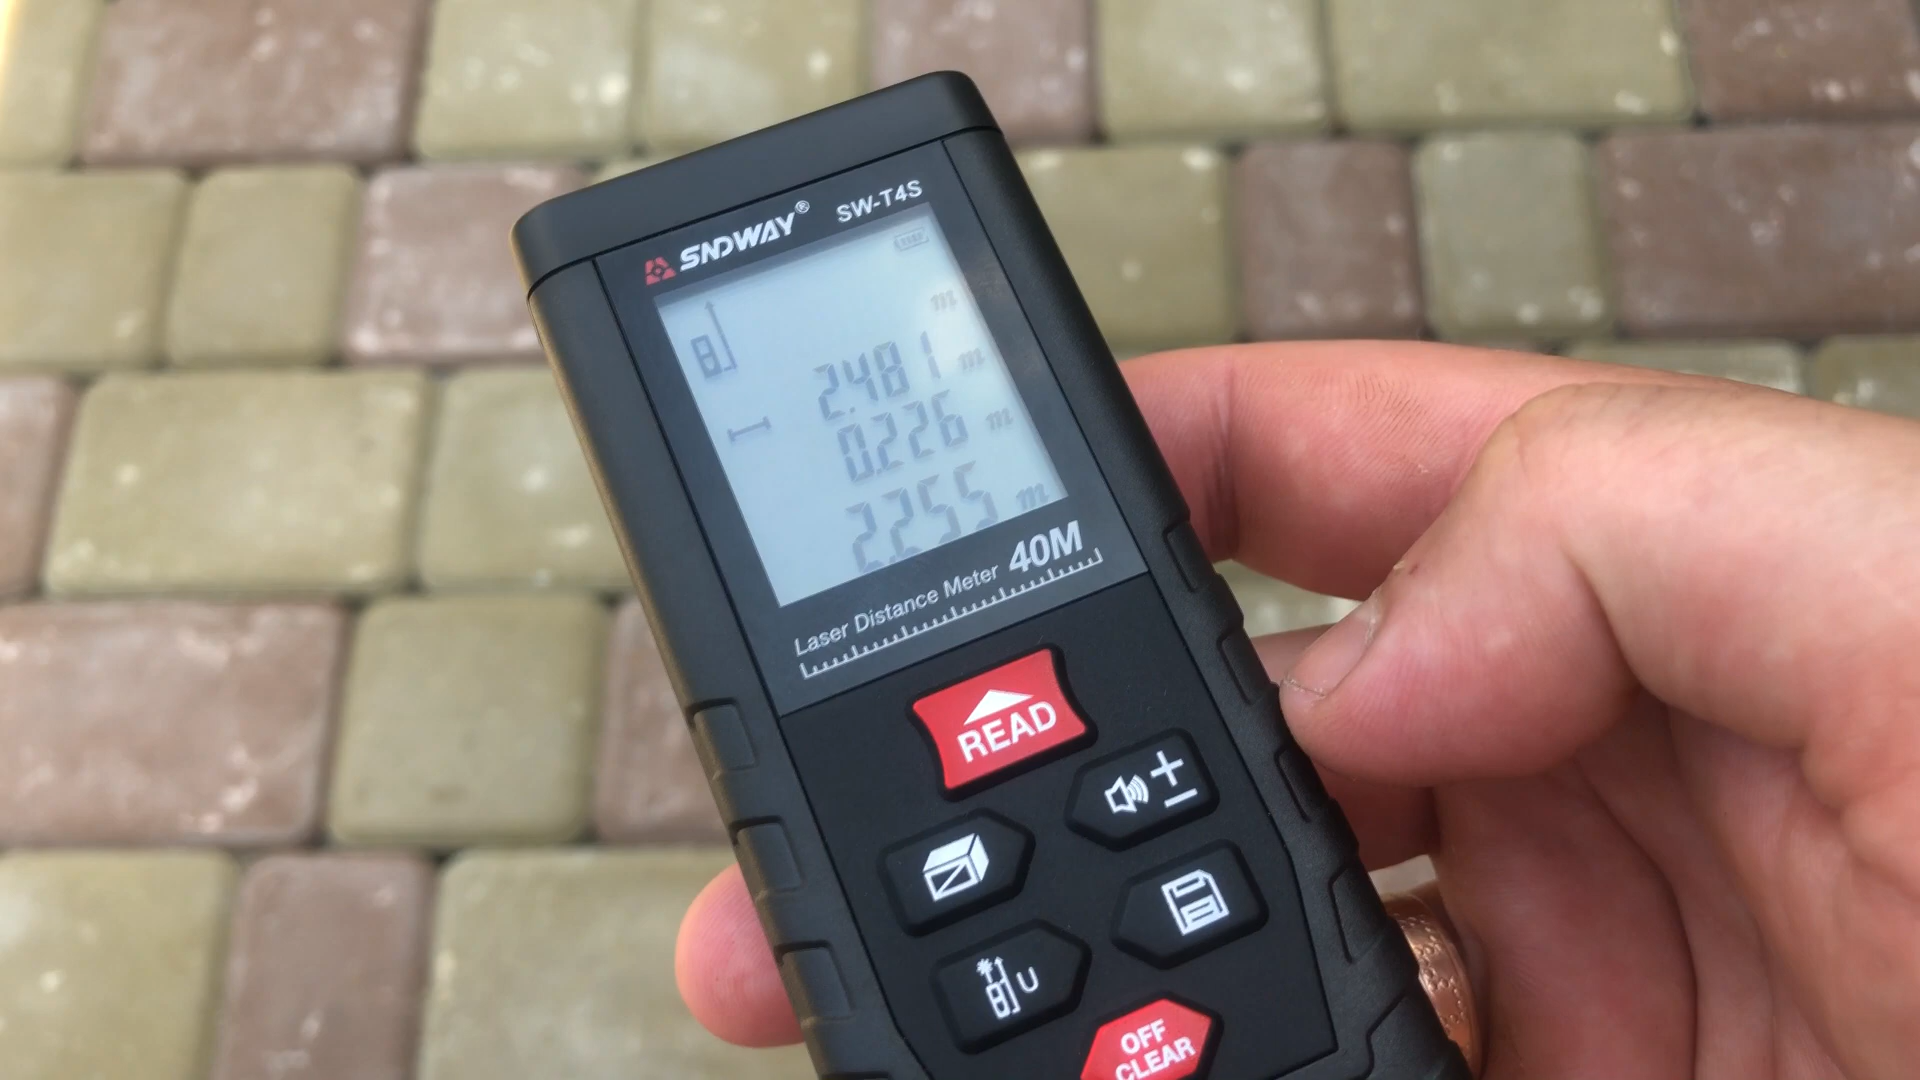 SNDWAY® SW-T4S
m
2.481 m
0.226 m
2.255 m
Laser Distance Meter 40M
READ
+
−
U
OFF
CLEAR